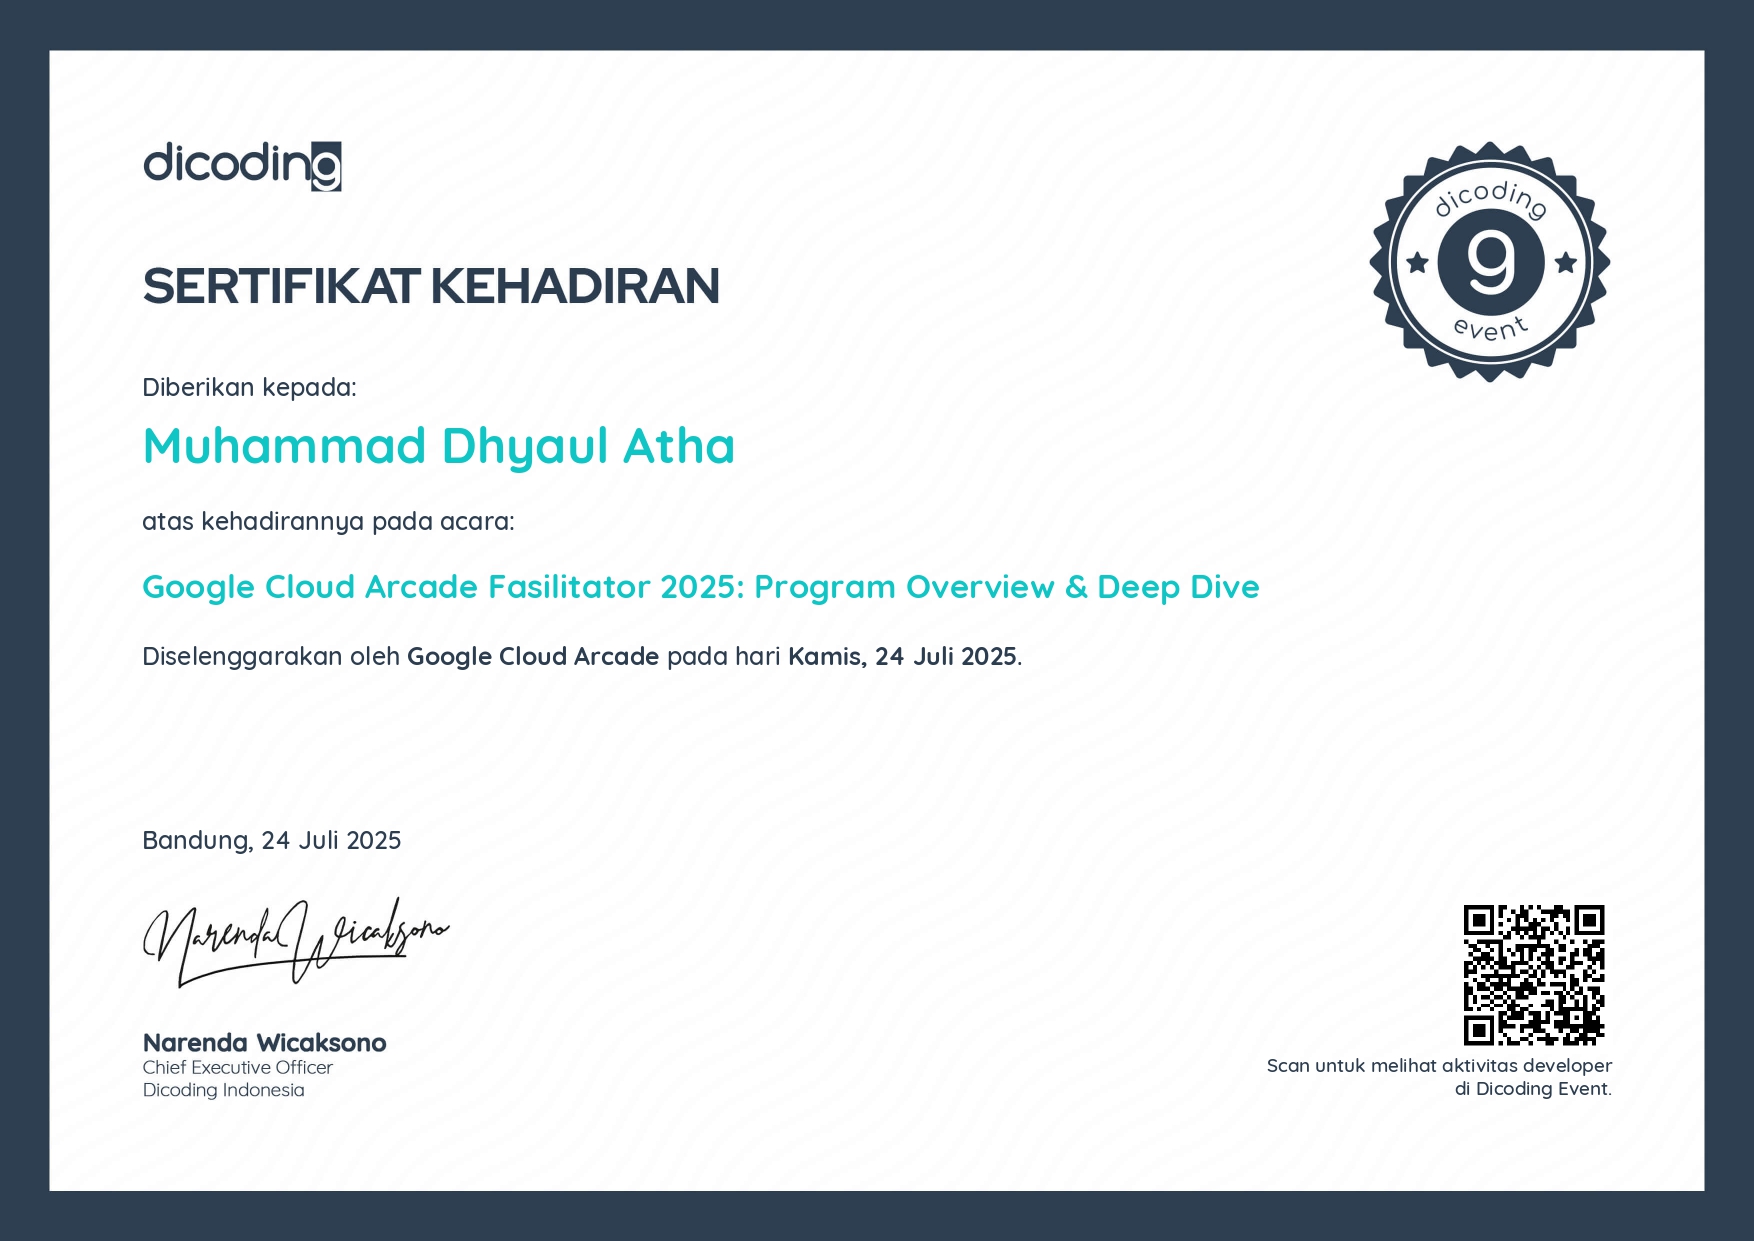 dicoding
dicoding
g
event
SERTIFIKAT KEHADIRAN
Diberikan kepada:
Muhammad Dhyaul Atha
atas kehadirannya pada acara:
Google Cloud Arcade Fasilitator 2025: Program Overview & Deep Dive
Diselenggarakan oleh Google Cloud Arcade pada hari Kamis, 24 Juli 2025.
Bandung, 24 Juli 2025
Narenda Wicaksono
Narenda Wicaksono
Chief Executive Officer
Dicoding Indonesia
Scan untuk melihat aktivitas developer
di Dicoding Event.